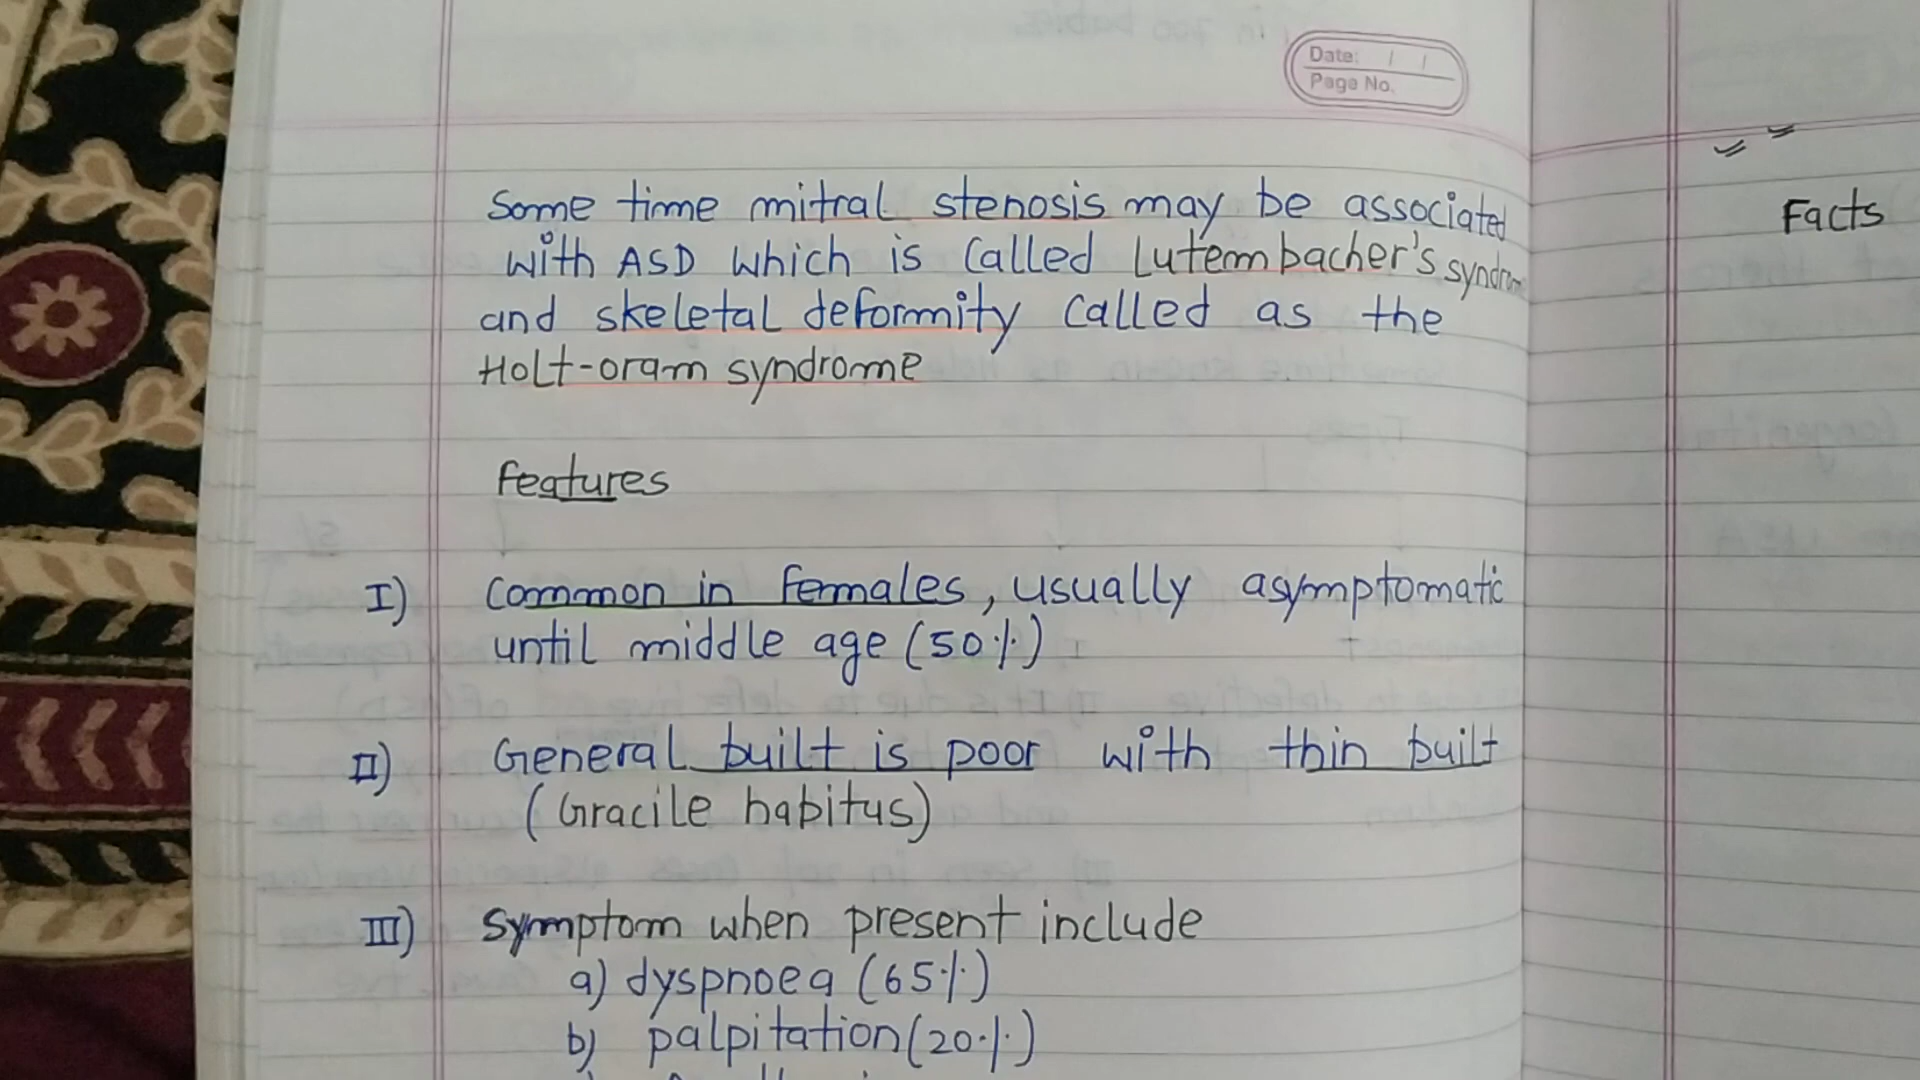 Date: / /
Page No.
Some time mitral stenosis may be associated
with ASD which is called Lutembacher's syndrome
and skeletal deformity called as the
Holt-oram syndrome
Features
I) Common in females, usually asymptomatic
until middle age (50%)
II) General built is poor with thin built
(Gracile habitus)
III) Symptom when present include
a) dyspnoea (65%)
b) palpitation (20%)
Facts